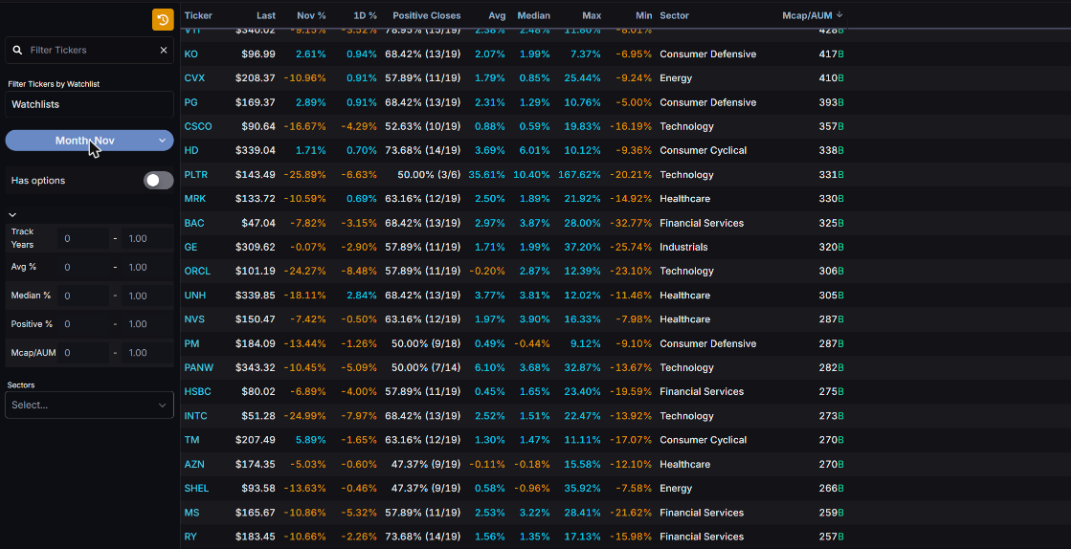 Ticker Last Nov % 1D % Positive Closes Avg Median Max Min Sector Mcap/AUM
Filter Tickers
Filter Tickers by Watchlist
Watchlists
Month: Nov
Has options
Track Years 0 - 1.00
Avg % 0 - 1.00
Median % 0 - 1.00
Positive % 0 - 1.00
Mcap/AUM 0 - 1.00
Sectors
Select...
KO $96.99 2.61% 0.94% 68.42% (13/19) 2.07% 1.99% 7.37% -6.95% Consumer Defensive 417B
CVX $208.37 -10.96% 0.91% 57.89% (11/19) 1.79% 0.85% 25.44% -9.24% Energy 410B
PG $169.37 2.89% 0.91% 68.42% (13/19) 2.31% 1.29% 10.76% -5.00% Consumer Defensive 393B
CSCO $90.64 -16.67% -4.29% 52.63% (10/19) 0.88% 0.59% 19.83% -16.19% Technology 357B
HD $339.04 1.71% 0.70% 73.68% (14/19) 3.69% 6.01% 10.12% -9.36% Consumer Cyclical 338B
PLTR $143.49 -25.89% -6.63% 50.00% (3/6) 35.61% 10.40% 167.62% -20.21% Technology 331B
MRK $133.72 -10.59% 0.69% 63.16% (12/19) 2.50% 1.89% 21.92% -14.92% Healthcare 330B
BAC $47.04 -7.82% -3.15% 68.42% (13/19) 2.97% 3.87% 28.00% -32.77% Financial Services 325B
GE $309.62 -0.07% -2.90% 57.89% (11/19) 1.71% 1.99% 37.20% -25.74% Industrials 320B
ORCL $101.19 -24.27% -8.48% 57.89% (11/19) -0.20% 2.87% 12.39% -23.10% Technology 306B
UNH $339.85 -18.11% 2.84% 68.42% (13/19) 3.77% 3.81% 12.02% -11.46% Healthcare 305B
NVS $150.47 -7.42% -0.50% 63.16% (12/19) 1.97% 3.90% 16.33% -7.98% Healthcare 287B
PM $184.09 -13.44% -1.26% 50.00% (9/18) 0.49% -0.44% 9.12% -9.10% Consumer Defensive 287B
PANW $343.32 -10.45% -5.09% 50.00% (7/14) 6.10% 3.68% 32.87% -13.67% Technology 282B
HSBC $80.02 -6.89% -4.00% 57.89% (11/19) 0.45% 1.65% 23.40% -19.59% Financial Services 275B
INTC $51.28 -24.99% -7.97% 68.42% (13/19) 2.52% 1.51% 22.47% -13.92% Technology 273B
TM $207.49 5.89% -1.65% 63.16% (12/19) 1.30% 1.47% 11.11% -17.07% Consumer Cyclical 270B
AZN $174.35 -5.03% -0.60% 47.37% (9/19) -0.11% -0.18% 15.58% -12.10% Healthcare 270B
SHEL $93.58 -13.63% -0.46% 47.37% (9/19) 0.58% -0.96% 35.92% -7.58% Energy 266B
MS $165.67 -10.86% -5.32% 57.89% (11/19) 2.53% 3.22% 28.41% -21.62% Financial Services 259B
RY $183.45 -10.66% -2.26% 73.68% (14/19) 1.56% 1.35% 17.13% -15.98% Financial Services 257B